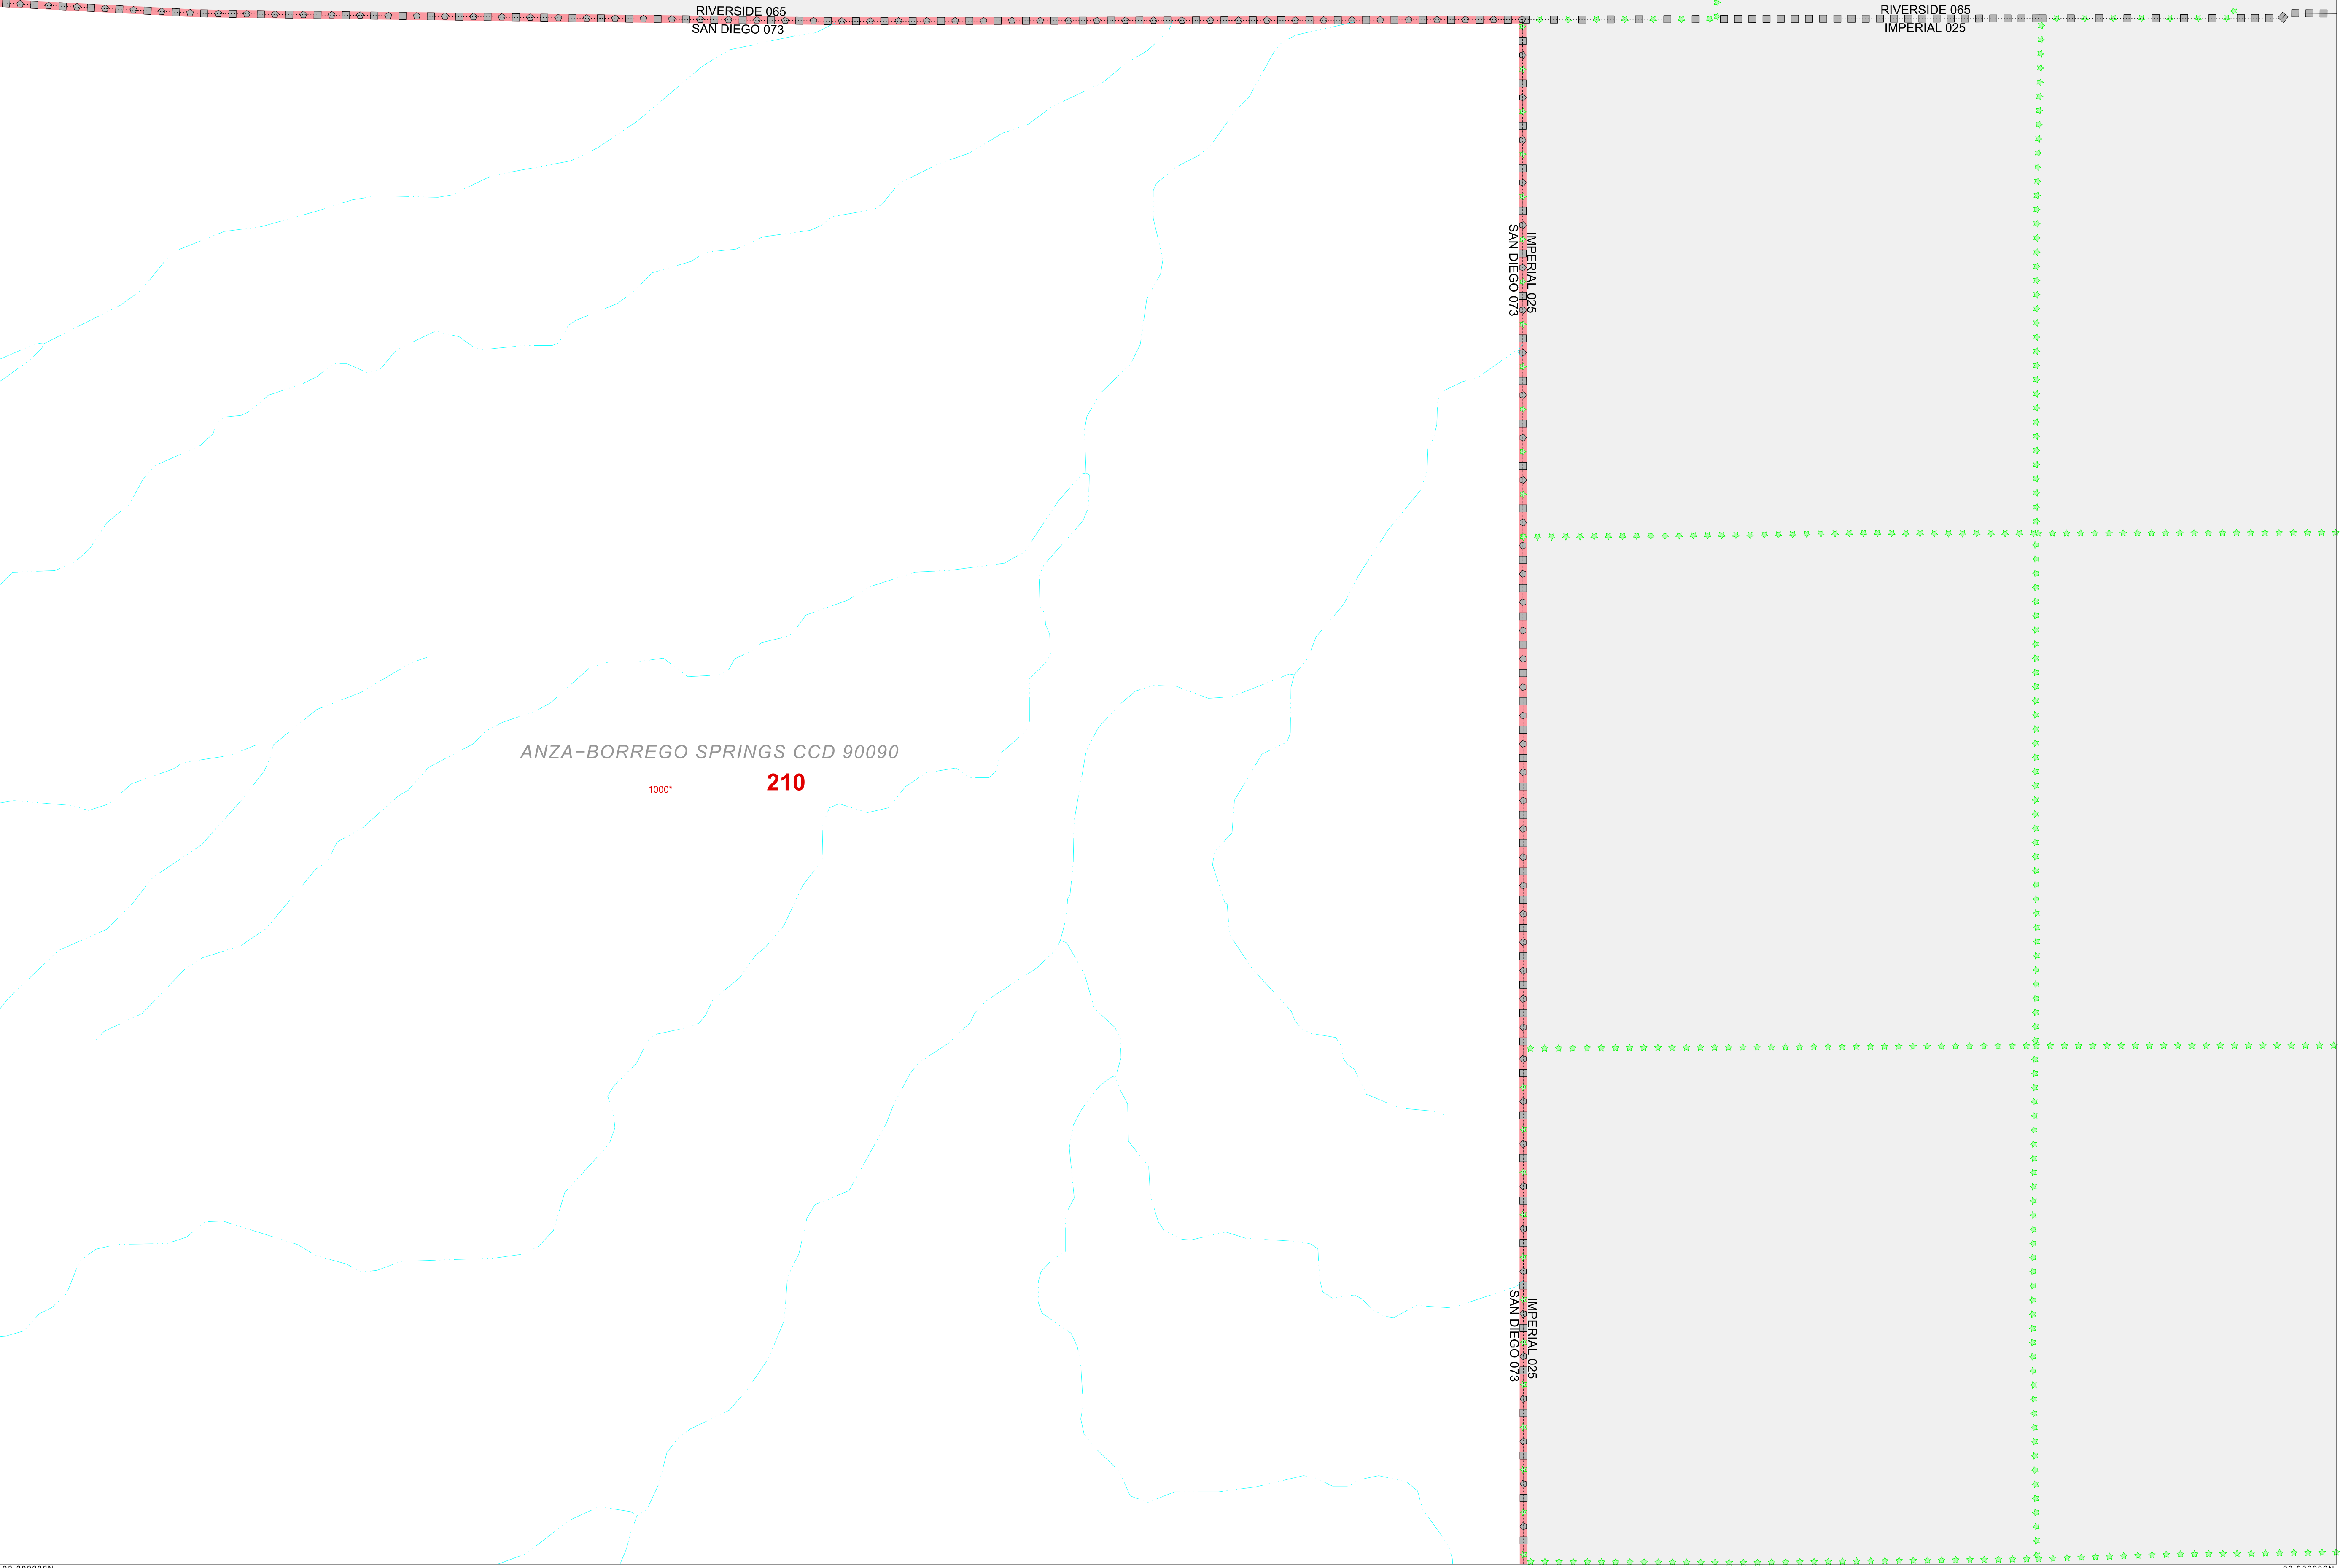 RIVERSIDE 065
SAN DIEGO 073
RIVERSIDE 065
IMPERIAL 025
IMPERIAL 025
SAN DIEGO 073
ANZA-BORREGO SPRINGS CCD 90090
210
1000*
IMPERIAL 025
SAN DIEGO 073